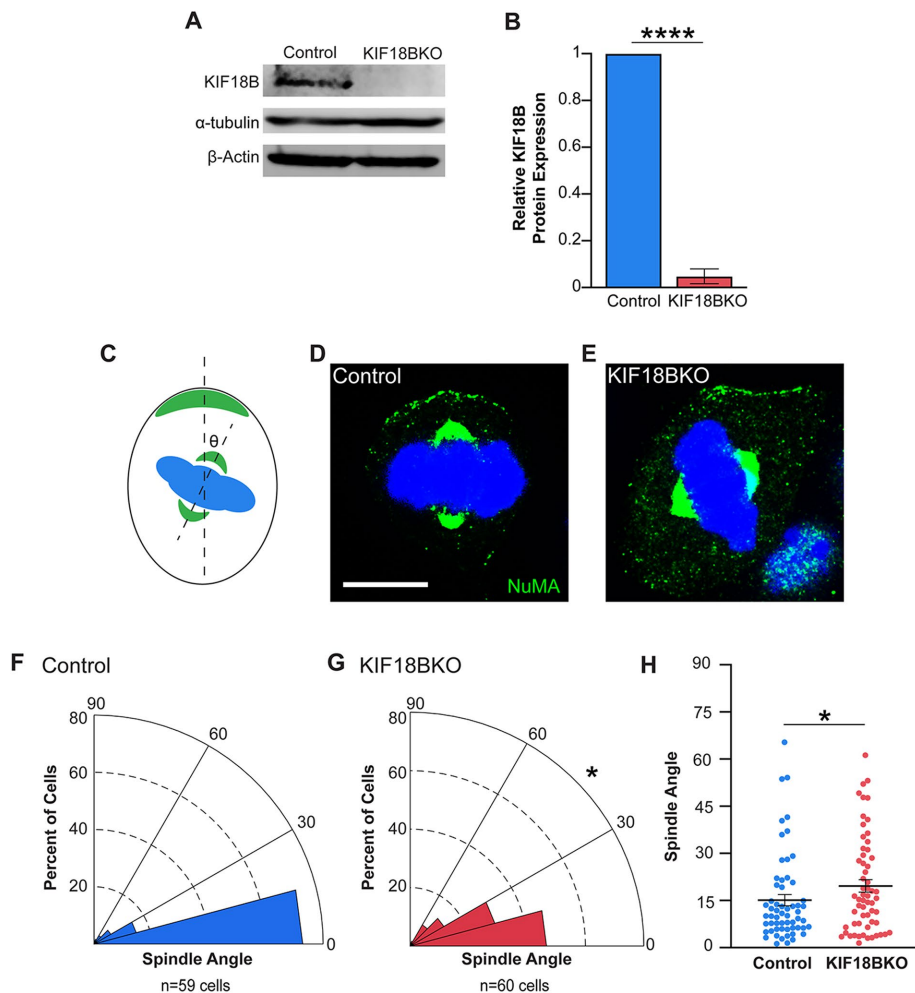 A
Control KIF18BKO
KIF18B
α-tubulin
β-Actin
B
****
Relative KIF18B
Protein Expression
1
0.8
0.6
0.4
0.2
0
Control KIF18BKO
C
θ
D
Control
NuMA
E
KIF18BKO
F Control
90
80
60
60
40
30
20
0
Percent of Cells
Spindle Angle
n=59 cells
G KIF18BKO
90
80
60
*
60
40
30
20
0
Percent of Cells
Spindle Angle
n=60 cells
H
90
75
60
45
30
15
0
*
Spindle Angle
Control KIF18BKO